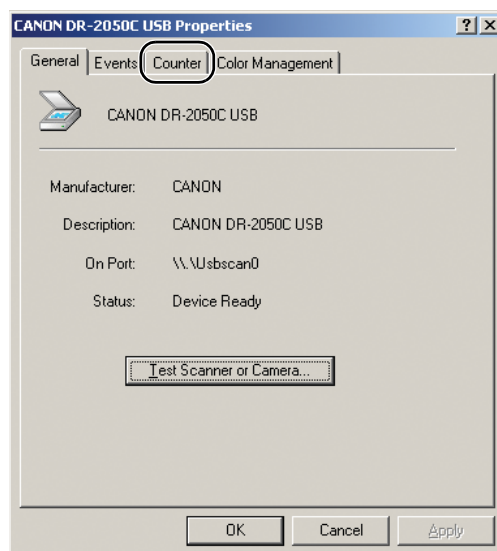 CANON DR-2050C USB Properties
General Events Counter Color Management
CANON DR-2050C USB
Manufacturer: CANON
Description: CANON DR-2050C USB
On Port: \\.\Usbscan0
Status: Device Ready
Test Scanner or Camera...
OK Cancel Apply